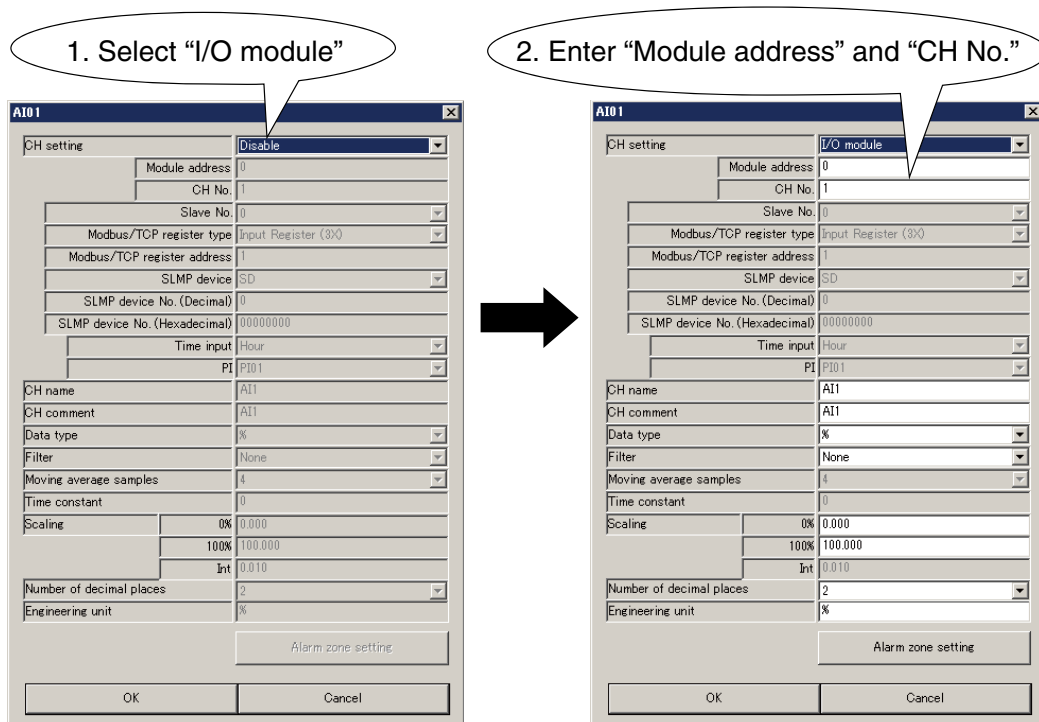 1. Select “I/O module”
2. Enter “Module address” and “CH No.”
AI01
CH setting Disable
Module address 0
CH No. 1
Slave No. 0
Modbus/TCP register type Input Register (3X)
Modbus/TCP register address 1
SLMP device SD
SLMP device No. (Decimal) 0
SLMP device No. (Hexadecimal) 00000000
Time input Hour
PI PI01
CH name AI1
CH comment AI1
Data type %
Filter None
Moving average samples 4
Time constant 0
Scaling 0% 0.000
100% 100.000
Int 0.010
Number of decimal places 2
Engineering unit %
Alarm zone setting
OK Cancel
AI01
CH setting I/O module
Module address 0
CH No. 1
Slave No. 0
Modbus/TCP register type Input Register (3X)
Modbus/TCP register address 1
SLMP device SD
SLMP device No. (Decimal) 0
SLMP device No. (Hexadecimal) 00000000
Time input Hour
PI PI01
CH name AI1
CH comment AI1
Data type %
Filter None
Moving average samples 4
Time constant 0
Scaling 0% 0.000
100% 100.000
Int 0.010
Number of decimal places 2
Engineering unit %
Alarm zone setting
OK Cancel